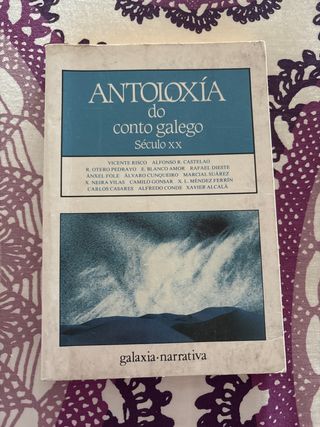 ANTOLOXÍA
do
conto galego
Século XX
VICENTE RISCO ALFONSO R. CASTELAO
R. OTERO PEDRAYO E. BLANCO AMOR RAFAEL DIESTE
ÁNXEL FOLE ÁLVARO CUNQUEIRO MARCIAL SUÁREZ
X. NEIRA VILAS CAMILO GONSAR X. L. MÉNDEZ FERRÍN
CARLOS CASARES ALFREDO CONDE XAVIER ALCALÁ
galaxia·narrativa